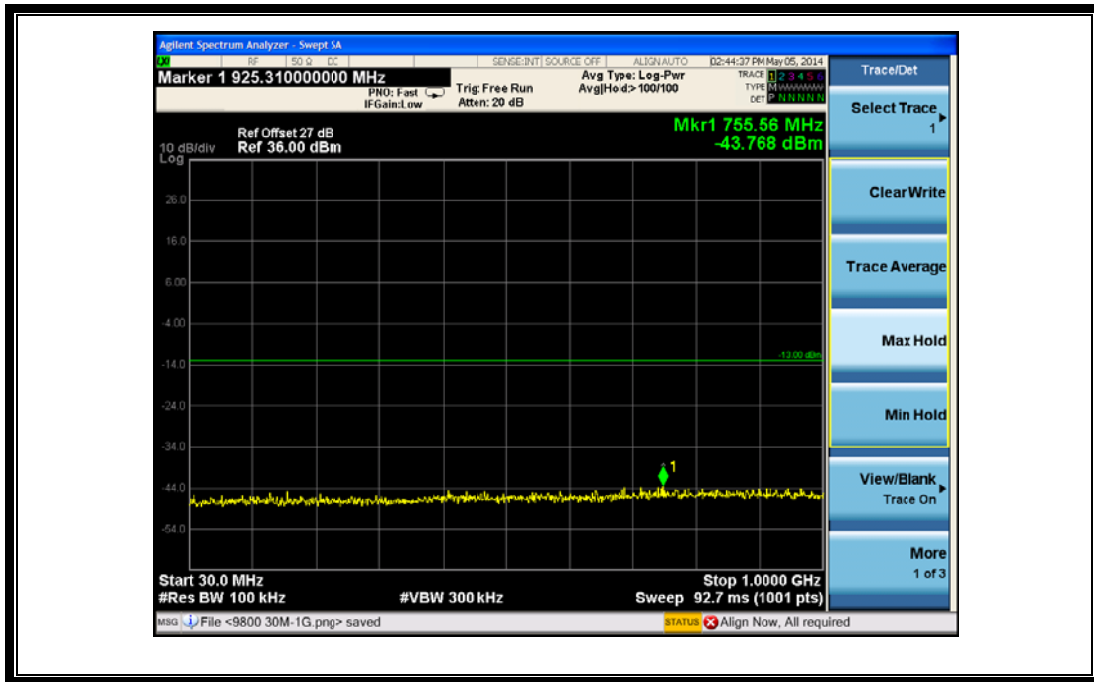 Agilent Spectrum Analyzer - Swept SA
LXI RF 50 Ω DC SENSE:INT SOURCE OFF ALIGN AUTO 02:44:37 PM May 05, 2014
Marker 1 925.310000000 MHz
PNO: Fast
IFGain:Low
Trig: Free Run
Atten: 20 dB
Avg Type: Log-Pwr
Avg|Hold:> 100/100
TRACE 1 2 3 4 5 6
TYPE M
DET P N N N N N
Mkr1 755.56 MHz
-43.768 dBm
Ref Offset 27 dB
Ref 36.00 dBm
10 dB/div
Log
26.0
16.0
6.00
-4.00
-13.00 dBm
-14.0
-24.0
-34.0
1
-44.0
-54.0
Start 30.0 MHz
Stop 1.0000 GHz
#Res BW 100 kHz
#VBW 300 kHz
Sweep 92.7 ms (1001 pts)
MSG File <9800 30M-1G.png> saved
STATUS Align Now, All required
Trace/Det
Select Trace
1
Clear Write
Trace Average
Max Hold
Min Hold
View/Blank
Trace On
More
1 of 3